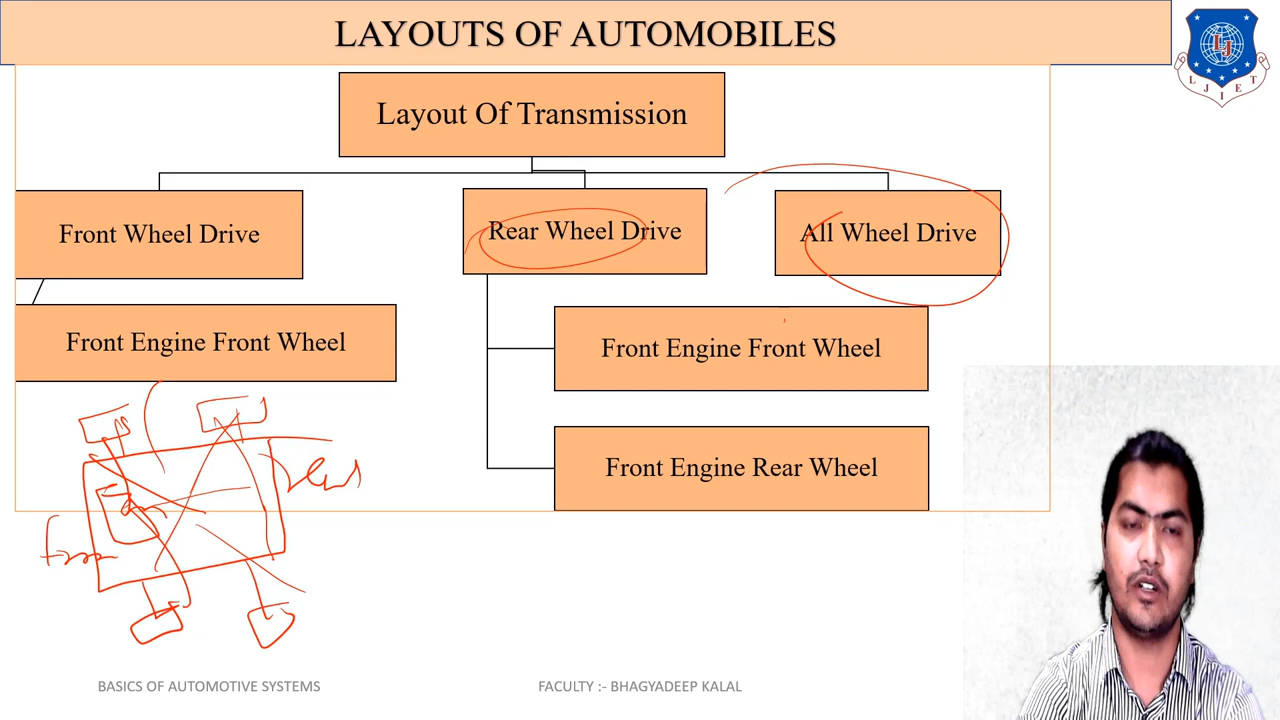 LAYOUTS OF AUTOMOBILES
LJ
L J I E T
Layout Of Transmission
Front Wheel Drive
Rear Wheel Drive
All Wheel Drive
Front Engine Front Wheel
Front Engine Front Wheel
Front Engine Rear Wheel
BASICS OF AUTOMOTIVE SYSTEMS
FACULTY :- BHAGYADEEP KALAL